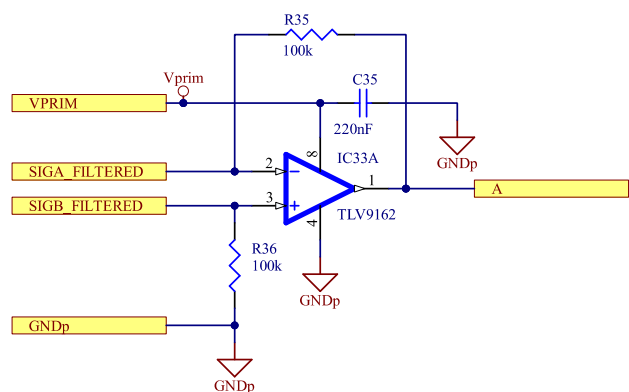 R35
100k
Vprim
C35
VPRIM
220nF
IC33A
GNDp
8
SIGA_FILTERED
2
1
A
SIGB_FILTERED
3
TLV9162
4
R36
100k
GNDp
GNDp
GNDp